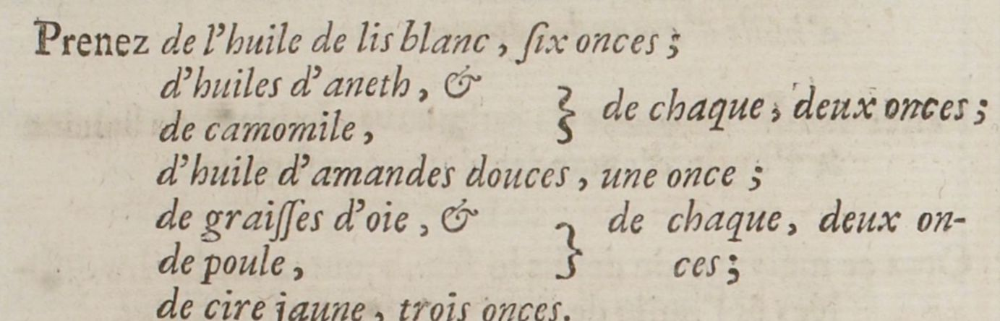 Prenez de l'huile de lis blanc, ſix onces;
d'huiles d'aneth, &
de camomile,
} de chaque, deux onces;
d'huile d'amandes douces, une once;
de graiſſes d'oie, &
de poule,
} de chaque, deux on-
ces;
de cire jaune, trois onces.